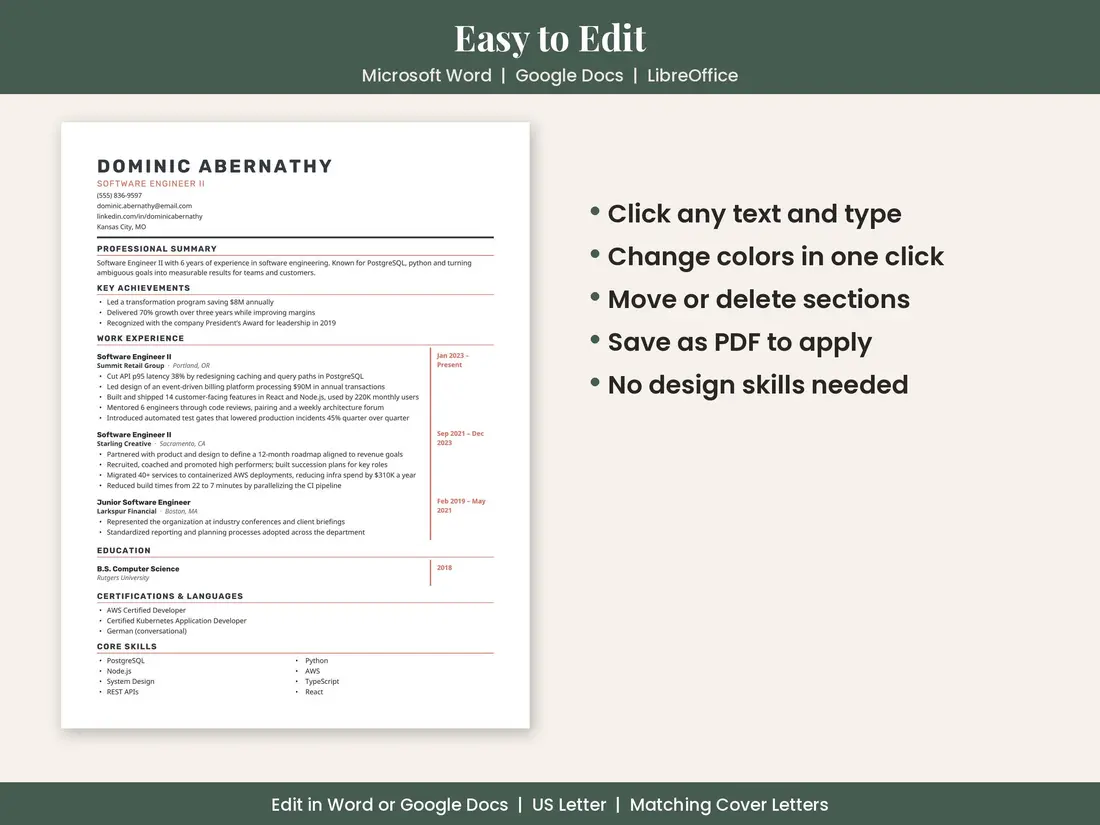 Easy to Edit
Microsoft Word | Google Docs | LibreOffice
DOMINIC ABERNATHY
SOFTWARE ENGINEER II
(555) 836-9597
dominic.abernathy@email.com
linkedin.com/in/dominicabernathy
Kansas City, MO
PROFESSIONAL SUMMARY
Software Engineer II with 6 years of experience in software engineering. Known for PostgreSQL, python and turning
ambiguous goals into measurable results for teams and customers.
KEY ACHIEVEMENTS
• Led a transformation program saving $8M annually
• Delivered 70% growth over three years while improving margins
• Recognized with the company President's Award for leadership in 2019
WORK EXPERIENCE
Software Engineer II
Summit Retail Group · Portland, OR
Jan 2023 –
Present
• Cut API p95 latency 38% by redesigning caching and query paths in PostgreSQL
• Led design of an event-driven billing platform processing $90M in annual transactions
• Built and shipped 14 customer-facing features in React and Node.js, used by 220K monthly users
• Mentored 6 engineers through code reviews, pairing and a weekly architecture forum
• Introduced automated test gates that lowered production incidents 45% quarter over quarter
Software Engineer II
Starling Creative · Sacramento, CA
Sep 2021 – Dec
2023
• Partnered with product and design to define a 12-month roadmap aligned to revenue goals
• Recruited, coached and promoted high performers; built succession plans for key roles
• Migrated 40+ services to containerized AWS deployments, reducing infra spend by $310K a year
• Reduced build times from 22 to 7 minutes by parallelizing the CI pipeline
Junior Software Engineer
Larkspur Financial · Boston, MA
Feb 2019 – May
2021
• Represented the organization at industry conferences and client briefings
• Standardized reporting and planning processes adopted across the department
EDUCATION
B.S. Computer Science
Rutgers University
2018
CERTIFICATIONS & LANGUAGES
• AWS Certified Developer
• Certified Kubernetes Application Developer
• German (conversational)
CORE SKILLS
• PostgreSQL
• Node.js
• System Design
• REST APIs
• Python
• AWS
• TypeScript
• React
• Click any text and type
• Change colors in one click
• Move or delete sections
• Save as PDF to apply
• No design skills needed
Edit in Word or Google Docs | US Letter | Matching Cover Letters